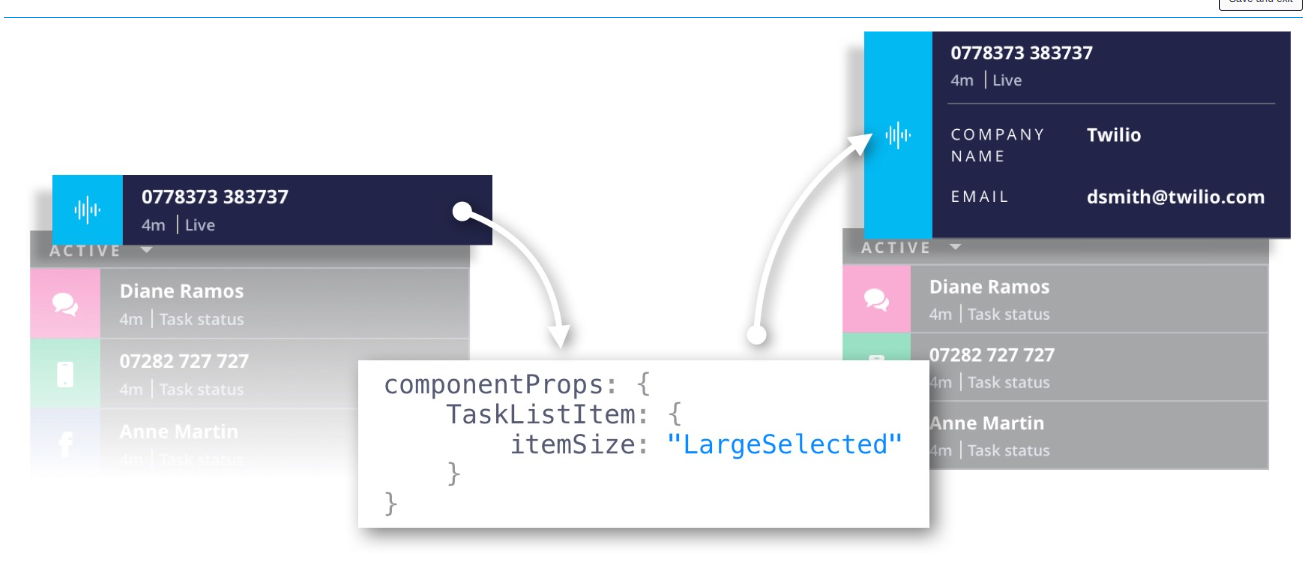 Save and exit
0778373 383737
4m | Live
COMPANY NAME
Twilio
EMAIL
dsmith@twilio.com
0778373 383737
4m | Live
ACTIVE
Diane Ramos
4m | Task status
07282 727 727
4m | Task status
Anne Martin
4m | Task status
ACTIVE
Diane Ramos
4m | Task status
07282 727 727
4m | Task status
Anne Martin
4m | Task status
componentProps: {
TaskListItem: {
itemSize: "LargeSelected"
}
}